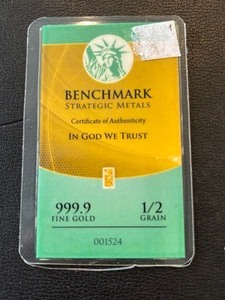 BENCHMARK
STRATEGIC METALS
Certificate of Authenticity
IN GOD WE TRUST
999.9 1/2
FINE GOLD GRAIN
001524